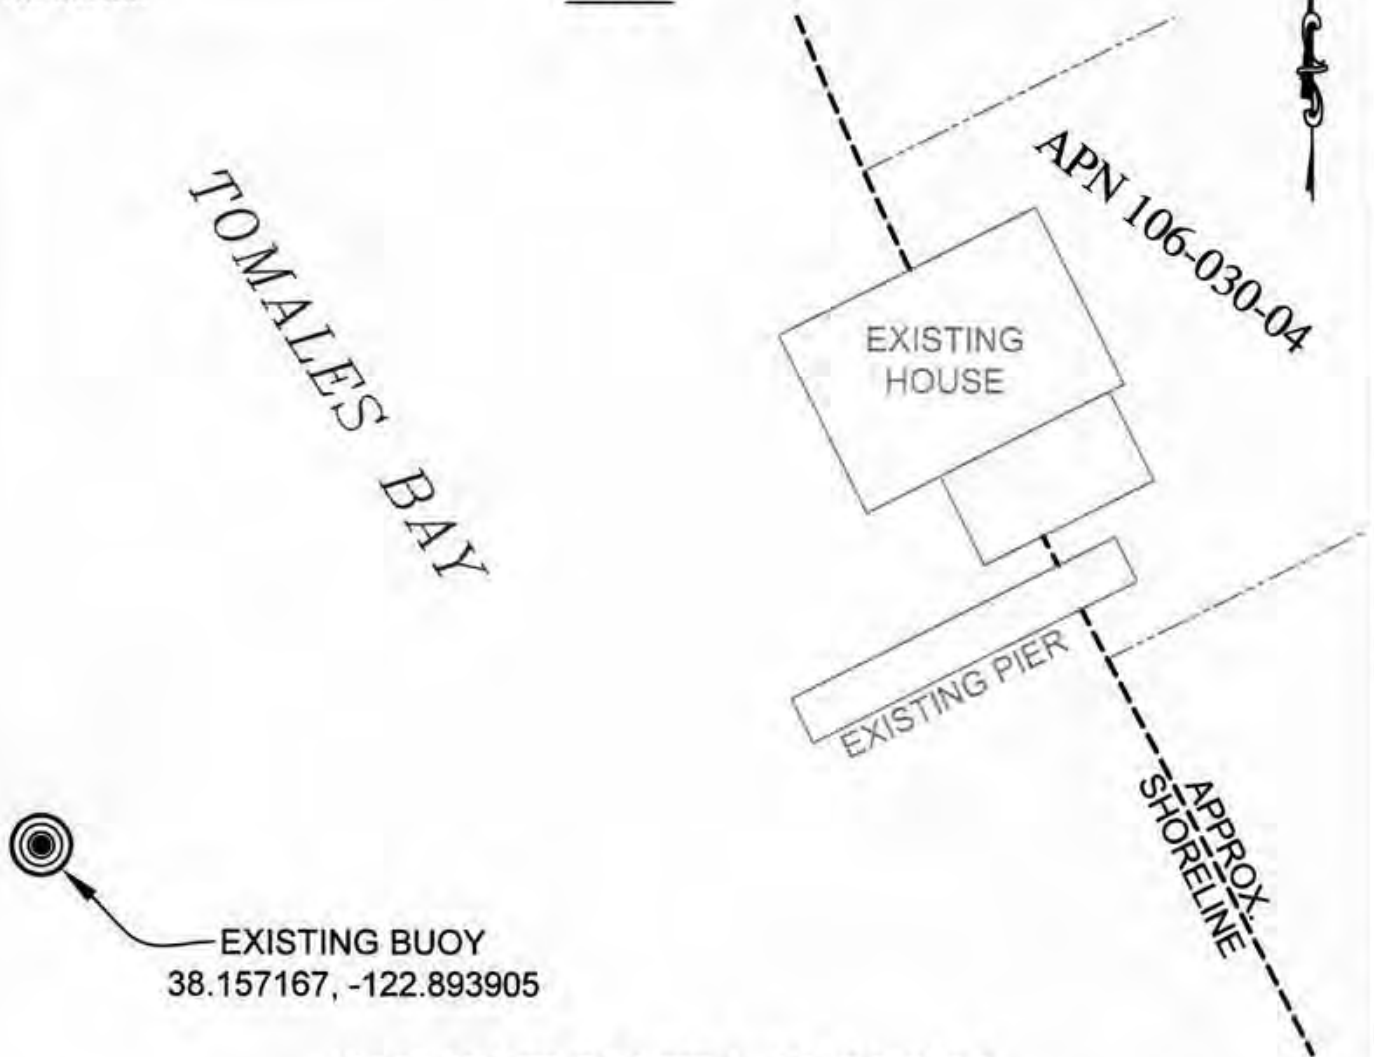 TOMALES BAY
APN 106-030-04
EXISTING
HOUSE
EXISTING PIER
APPROX.
SHORELINE
EXISTING BUOY
38.157167, -122.893905